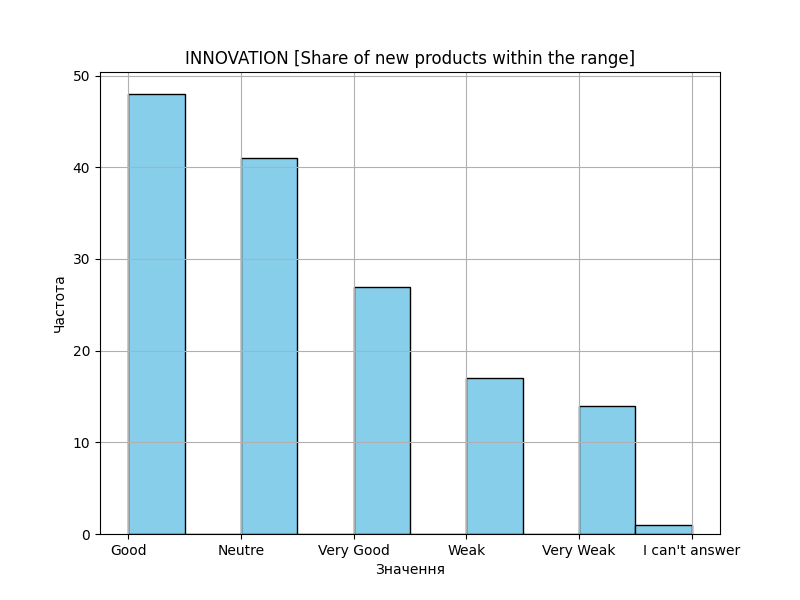 INNOVATION [Share of new products within the range]
Частота
50
40
30
20
10
0
Good Neutre Very Good Weak Very Weak I can't answer
Значення